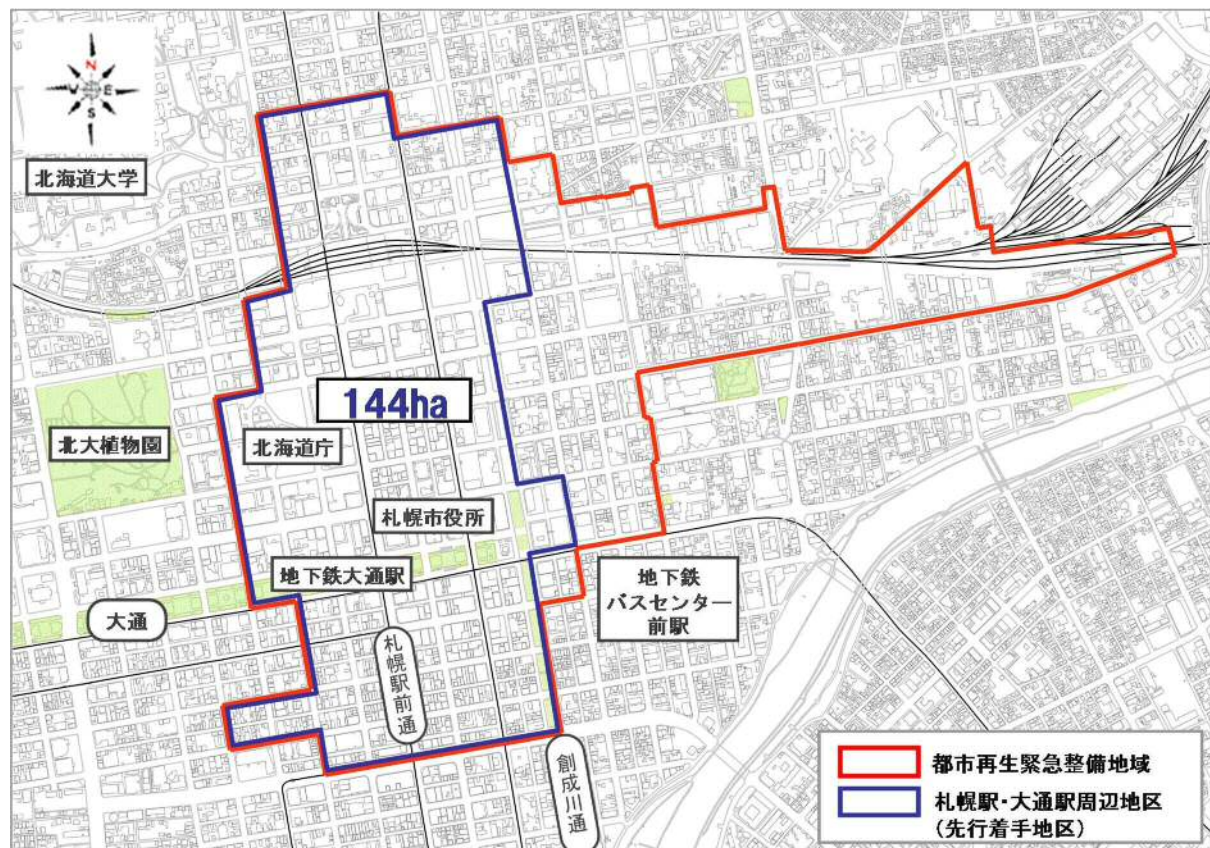 N
W
E
S
北海道大学
144ha
北大植物園
北海道庁
札幌市役所
地下鉄大通駅
大通
地下鉄
バスセンター
前駅
札幌駅前通
創成川通
都市再生緊急整備地域
札幌駅・大通駅周辺地区
(先行着手地区)